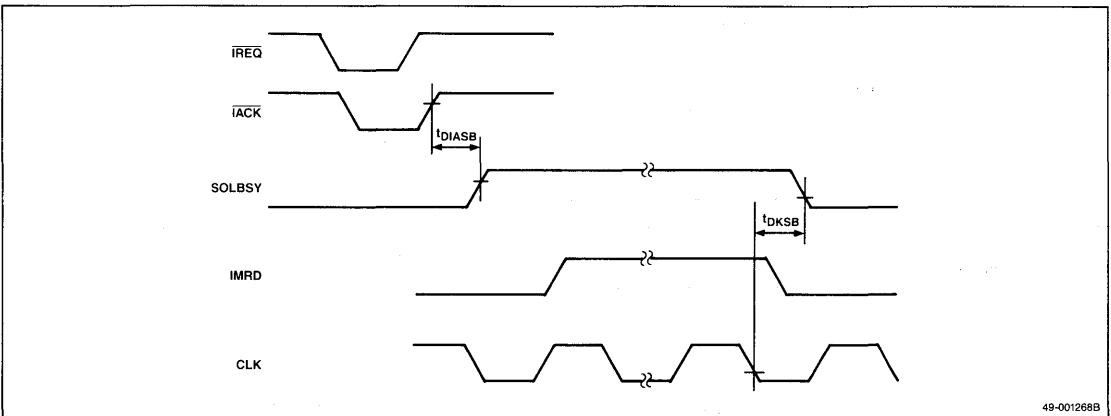 IREQ
IACK
tDIASB
SOLBSY
tDKSB
IMRD
CLK
49-001268B